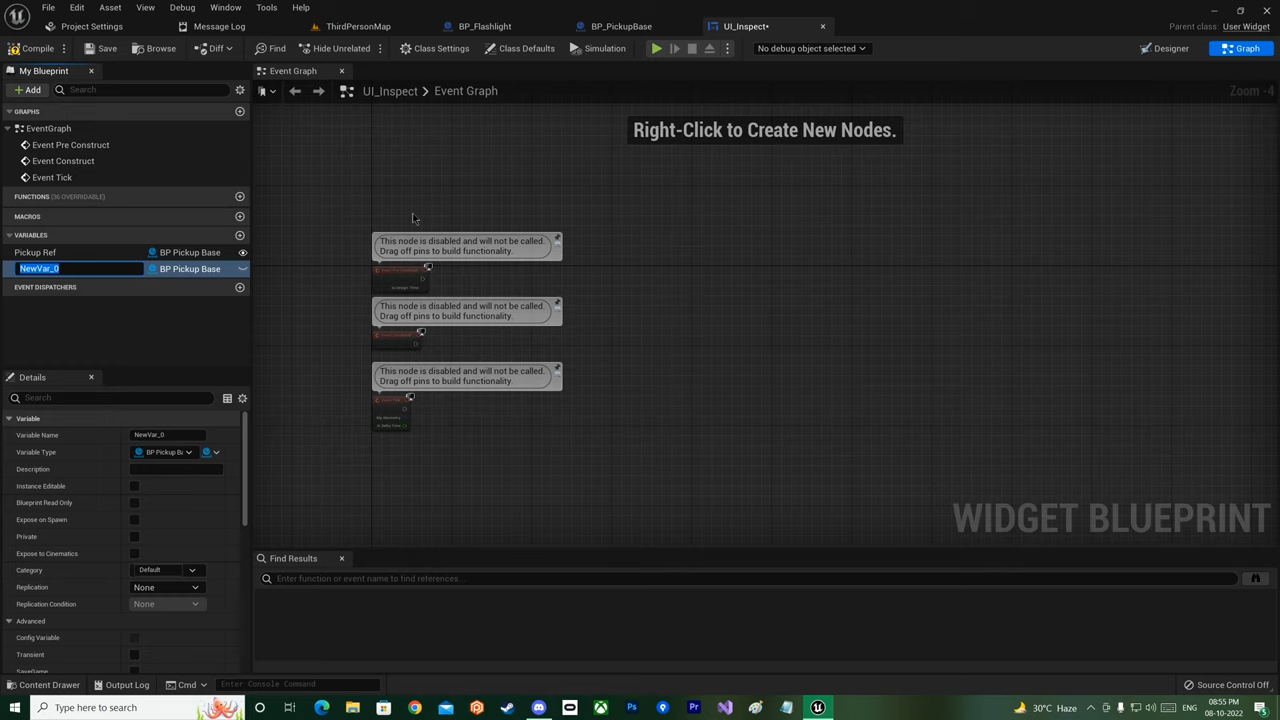 File Edit Asset View Debug Window Tools Help
Project Settings Message Log ThirdPersonMap BP_Flashlight BP_PickupBase UI_Inspect• Parent class: User Widget
Compile Save Browse Diff Find Hide Unrelated Class Settings Class Defaults Simulation No debug object selected Designer Graph
My Blueprint Event Graph
Add Search UI_Inspect > Event Graph Zoom -4
GRAPHS
EventGraph
Right-Click to Create New Nodes.
Event Pre Construct
Event Construct
Event Tick
FUNCTIONS (36 OVERRIDABLE)
MACROS
VARIABLES
Pickup Ref BP Pickup Base
NewVar_0 BP Pickup Base
EVENT DISPATCHERS
This node is disabled and will not be called.
Drag off pins to build functionality.
This node is disabled and will not be called.
Drag off pins to build functionality.
This node is disabled and will not be called.
Drag off pins to build functionality.
Event Tick
WIDGET BLUEPRINT
Details
Search
Variable
Variable Name NewVar_0
Variable Type BP Pickup Ba
Description
Instance Editable
Blueprint Read Only
Expose on Spawn
Private
Expose to Cinematics
Category Default
Replication None
Replication Condition None
Advanced
Config Variable
Transient
SaveGame
Find Results
Enter function or event name to find references...
Content Drawer Output Log Cmd Enter Console Command Source Control Off
Type here to search 30°C Haze 08:55 PM
08-10-2022